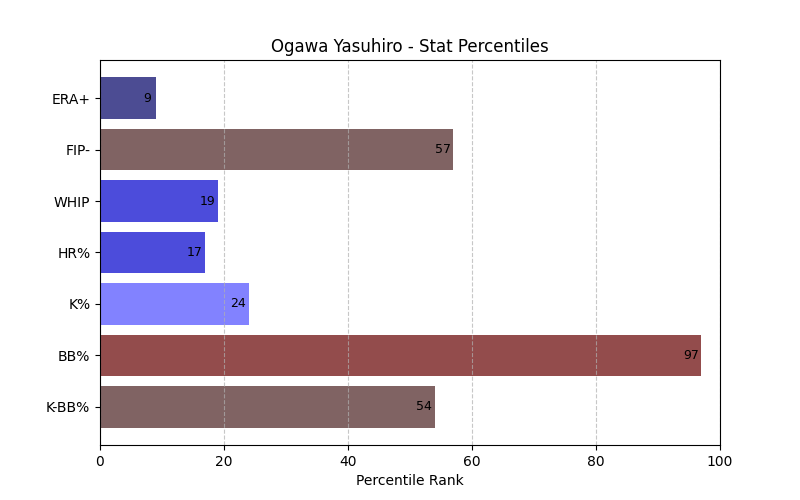 Ogawa Yasuhiro - Stat Percentiles
ERA+ 9
FIP- 57
WHIP 19
HR% 17
K% 24
BB% 97
K-BB% 54
0 20 40 60 80 100
Percentile Rank